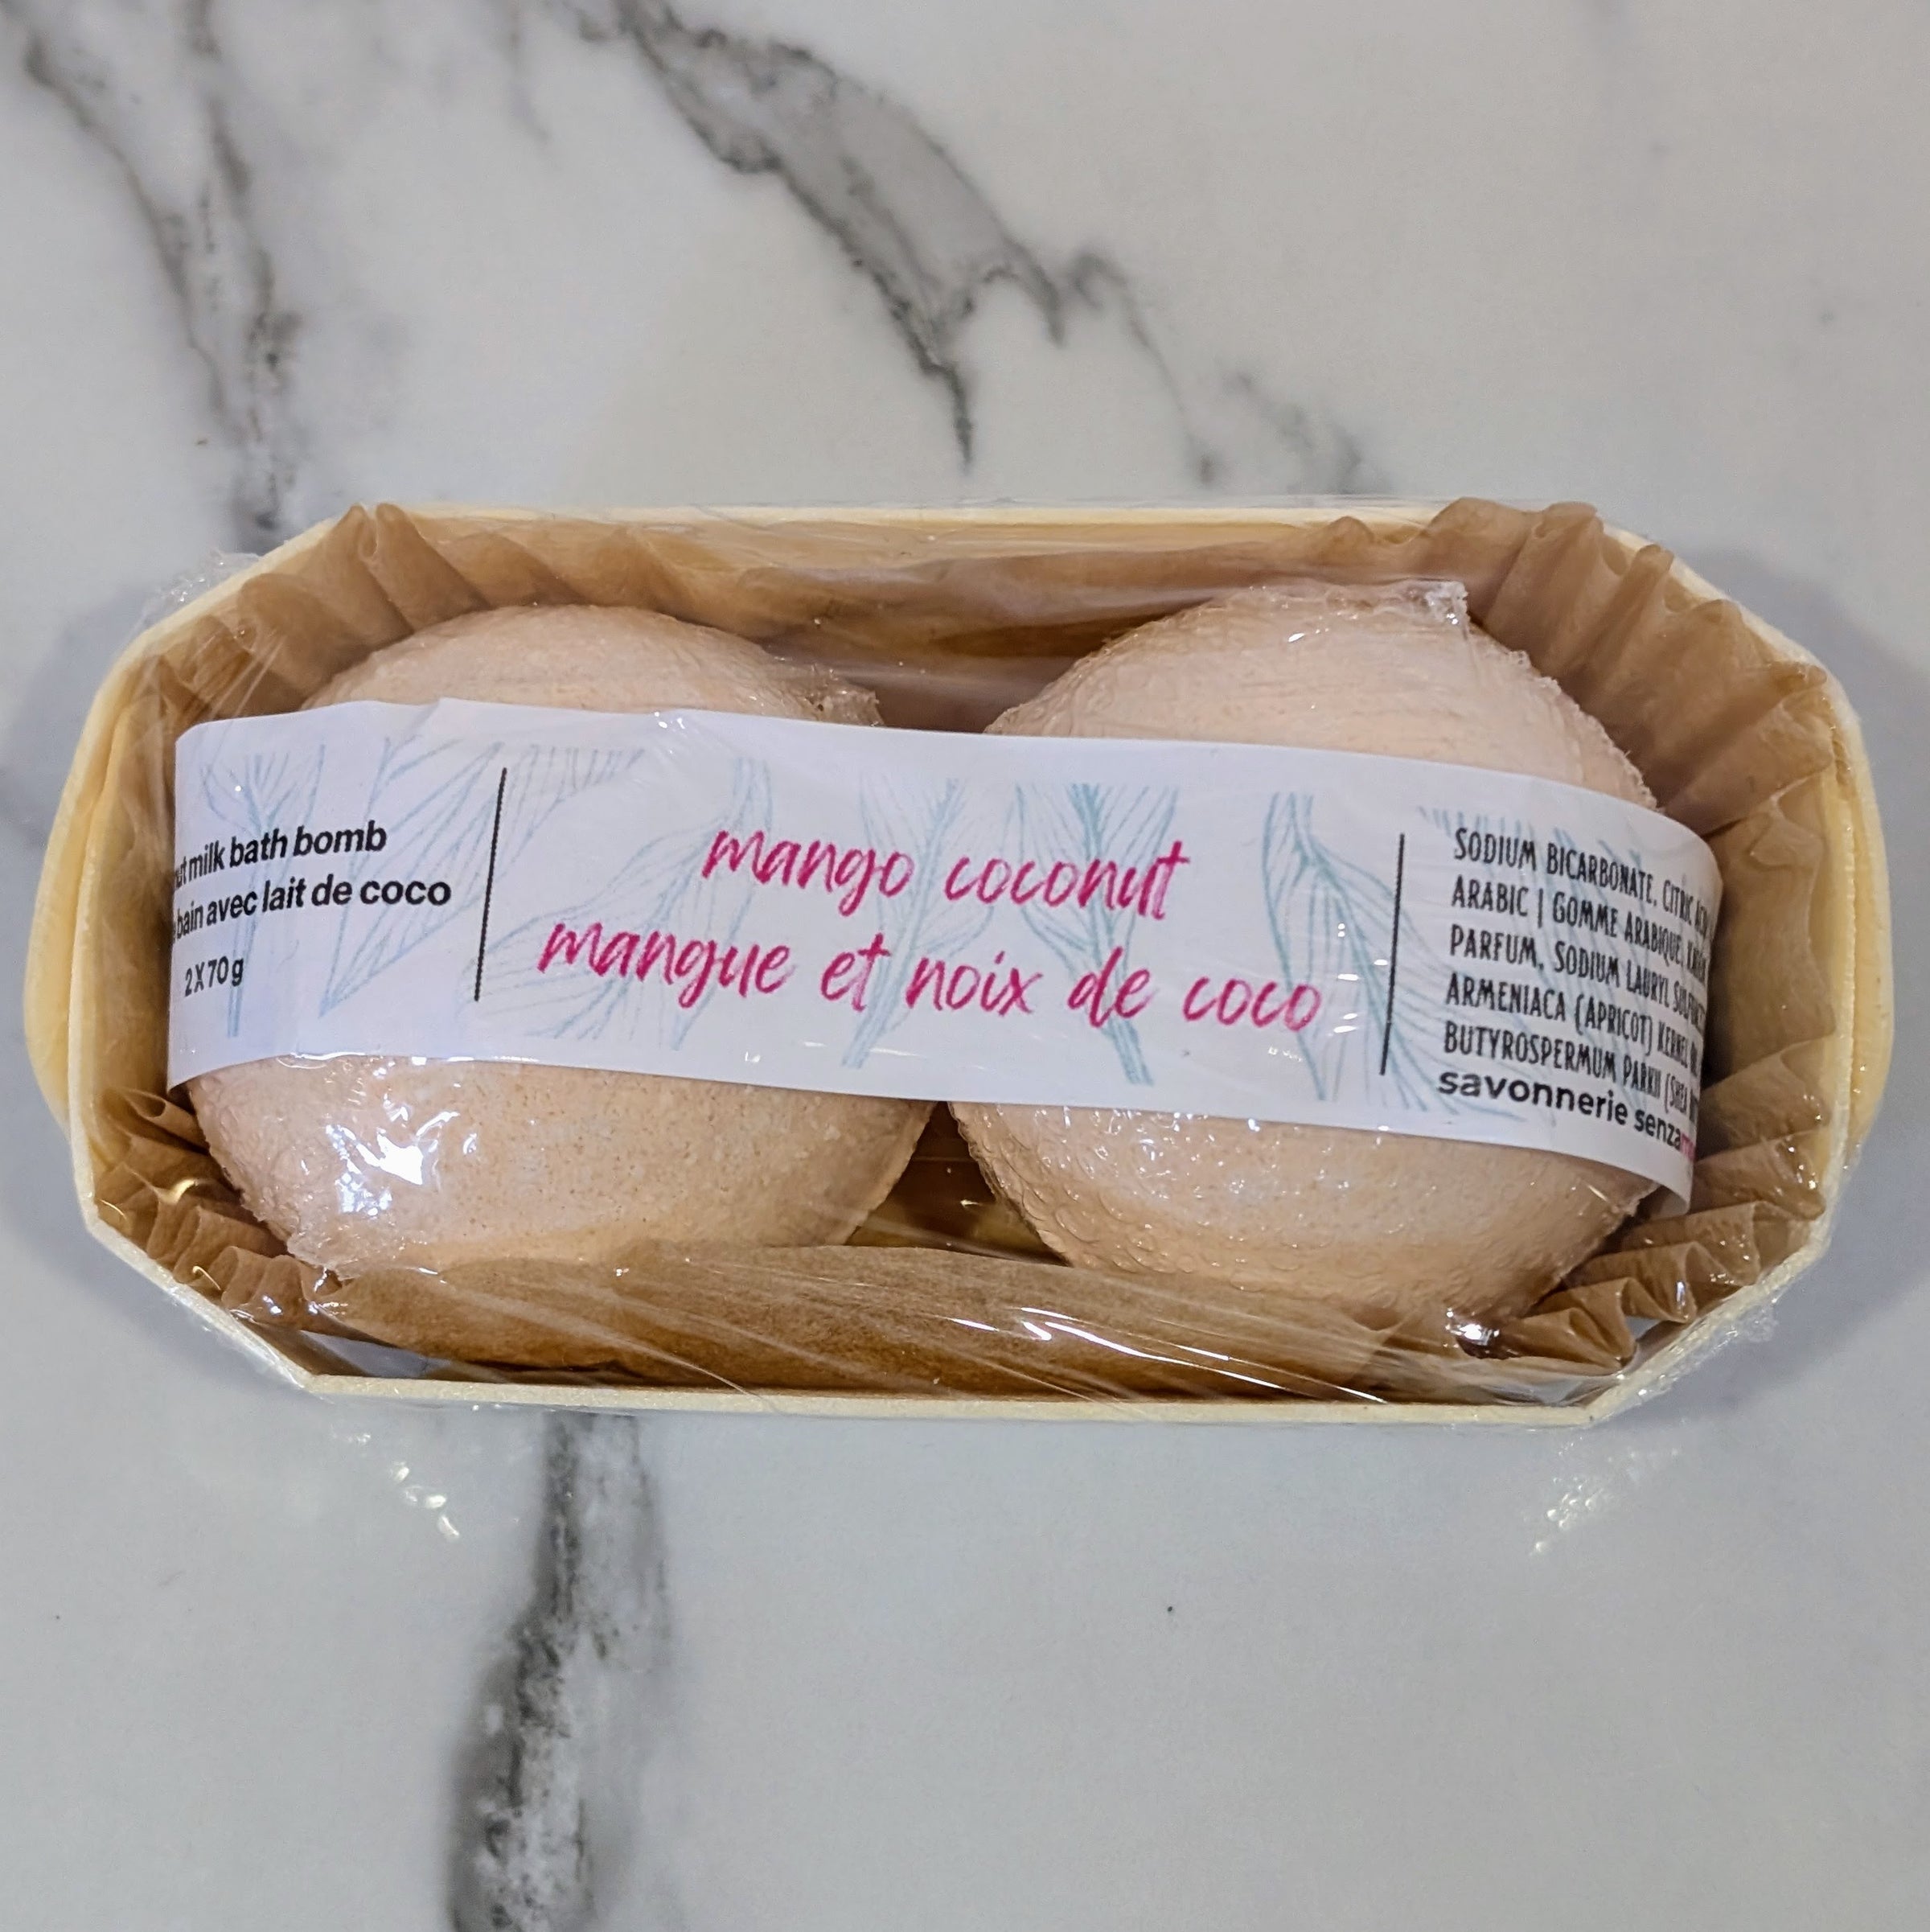 milk bath bomb
bain avec lait de coco
2 X 70 g
mango coconut
mangue et noix de coco
SODIUM BICARBONATE, CITRIC
ARABIC | GOMME ARABIQUE,
PARFUM, SODIUM LAURYL
ARMENIACA (APRICOT) KERNEL
BUTYROSPERMUM PARKII (SHEA
savonnerie